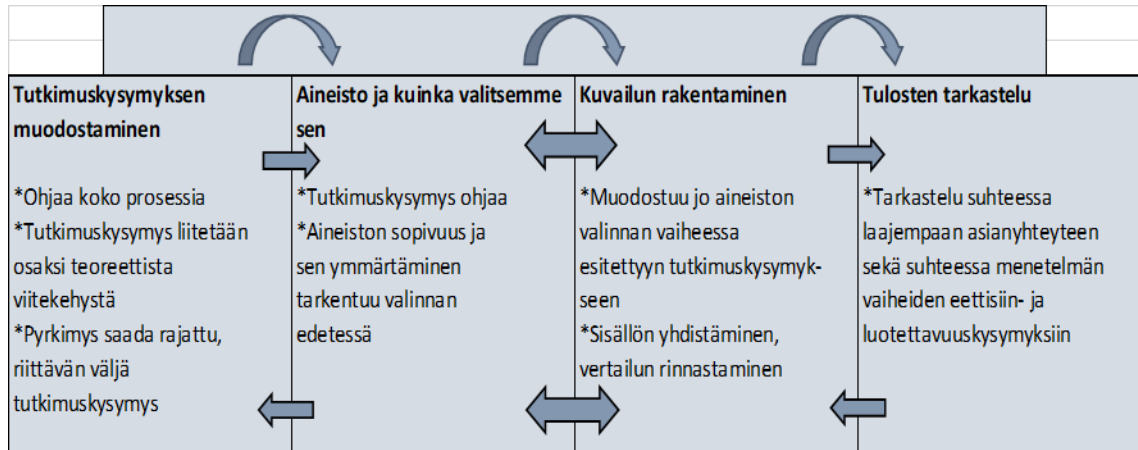 Tutkimuskysymyksen
muodostaminen
*Ohjaa koko prosessia
*Tutkimuskysymys liitetään
osaksi teoreettista
viitekehystä
*Pyrkimys saada rajattu,
riittävän väljä
tutkimuskysymys
Aineisto ja kuinka valitsemme
sen
*Tutkimuskysymys ohjaa
*Aineiston sopivuus ja
sen ymmärtäminen
tarkentuu valinnan
edetessä
Kuvailun rakentaminen
*Muodostuu jo aineiston
valinnan vaiheessa
esitettyyn tutkimuskysymyk-
seen
*Sisällön yhdistäminen,
vertailun rinnastaminen
Tulosten tarkastelu
*Tarkastelu suhteessa
laajempaan asianyhteyteen
sekä suhteessa menetelmän
vaiheiden eettisiin- ja
luotettavuuskysymyksiin